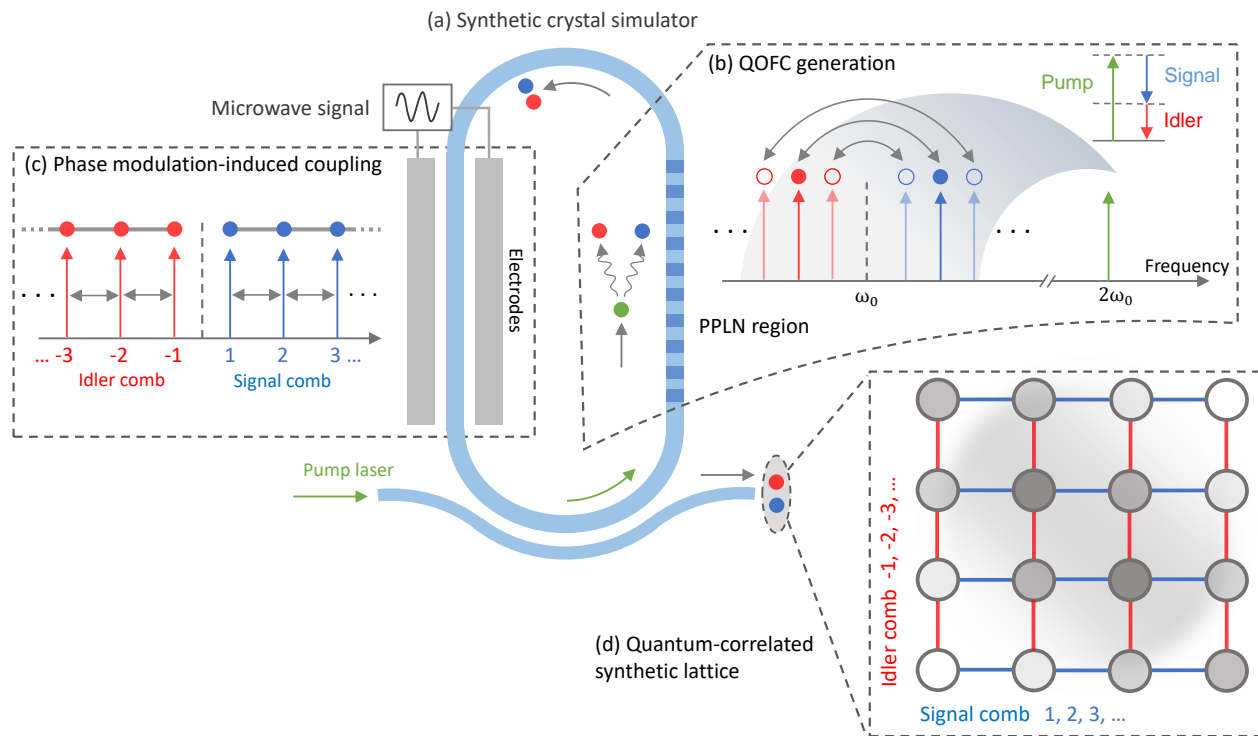 (a) Synthetic crystal simulator
Microwave signal
(b) QOFC generation
Pump
Signal
Idler
. . .
. . .
ω₀
2ω₀
Frequency
(c) Phase modulation-induced coupling
. . .
. . .
... -3 -2 -1 1 2 3 ...
Idler comb
Signal comb
Electrodes
PPLN region
Pump laser
(d) Quantum-correlated
synthetic lattice
Idler comb -1, -2, -3, ...
Signal comb 1, 2, 3, ...